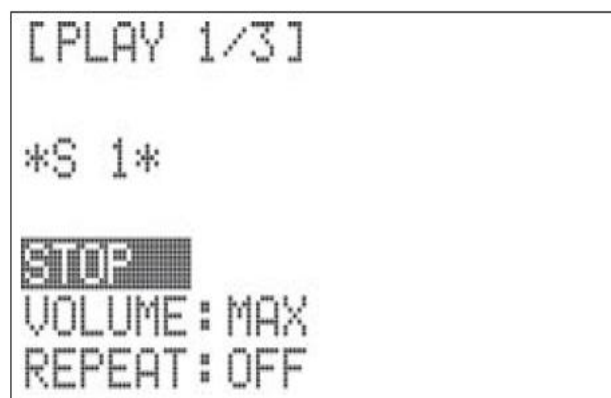 [PLAY 1/3]
*S 1*
STOP
VOLUME:MAX
REPEAT:OFF